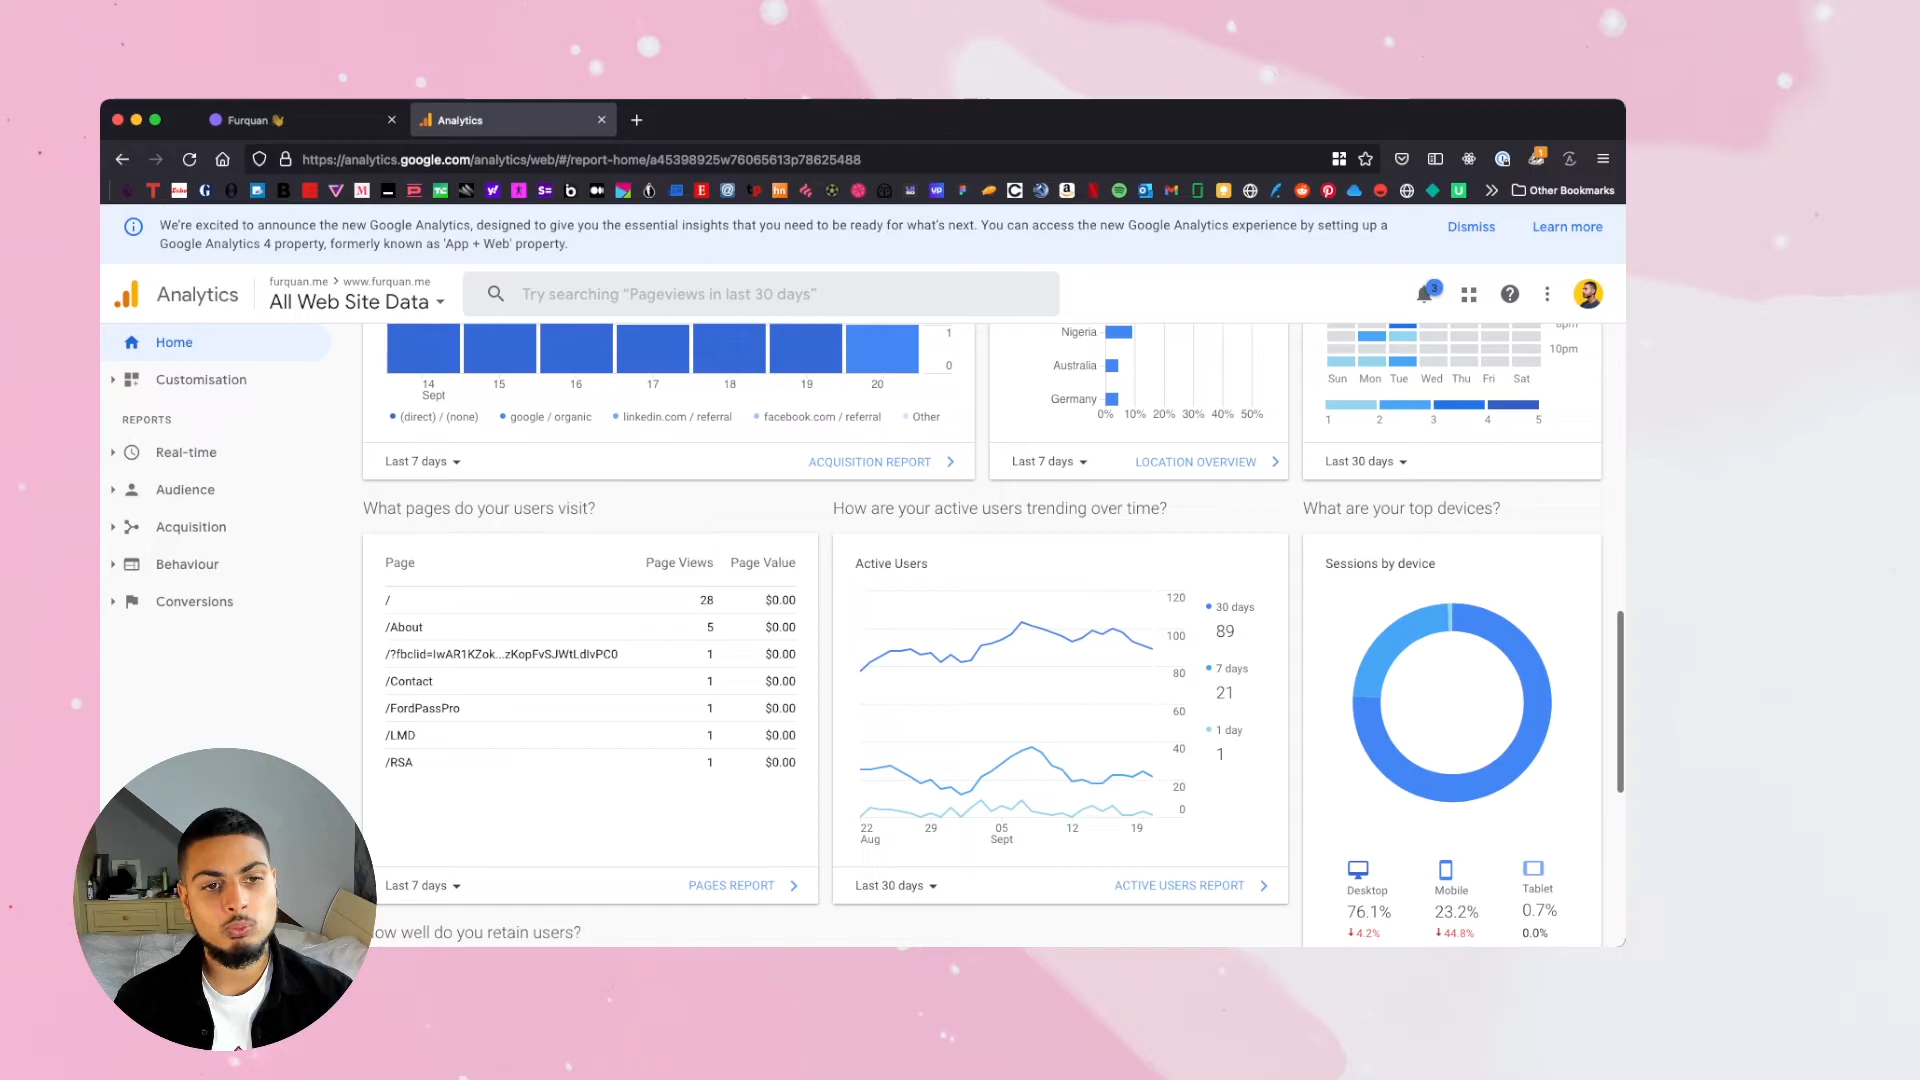 Furquan 👋
Analytics
https://analytics.google.com/analytics/web/#/report-home/a45398925w76065613p78625488
Other Bookmarks
We're excited to announce the new Google Analytics, designed to give you the essential insights that you need to be ready for what's next. You can access the new Google Analytics experience by setting up a
Google Analytics 4 property, formerly known as 'App + Web' property.
Dismiss
Learn more
Analytics
furquan.me > www.furquan.me
All Web Site Data
Try searching "Pageviews in last 30 days"
3
Home
Customisation
REPORTS
Real-time
Audience
Acquisition
Behaviour
Conversions
1
0
14 15 16 17 18 19 20
Sept
(direct) / (none) google / organic linkedin.com / referral facebook.com / referral Other
Last 7 days
ACQUISITION REPORT
Nigeria
Australia
Germany
0% 10% 20% 30% 40% 50%
Last 7 days
LOCATION OVERVIEW
8pm
10pm
Sun Mon Tue Wed Thu Fri Sat
1 2 3 4 5
Last 30 days
What pages do your users visit?
Page Page Views Page Value
/ 28 $0.00
/About 5 $0.00
/?fbclid=IwAR1KZok...zKopFvSJWtLdlvPC0 1 $0.00
/Contact 1 $0.00
/FordPassPro 1 $0.00
/LMD 1 $0.00
/RSA 1 $0.00
Last 7 days
PAGES REPORT
How are your active users trending over time?
Active Users
120
100
80
60
40
20
0
22 29 05 12 19
Aug Sept
30 days
89
7 days
21
1 day
1
Last 30 days
ACTIVE USERS REPORT
What are your top devices?
Sessions by device
Desktop Mobile Tablet
76.1% 23.2% 0.7%
4.2% 44.8% 0.0%
ow well do you retain users?